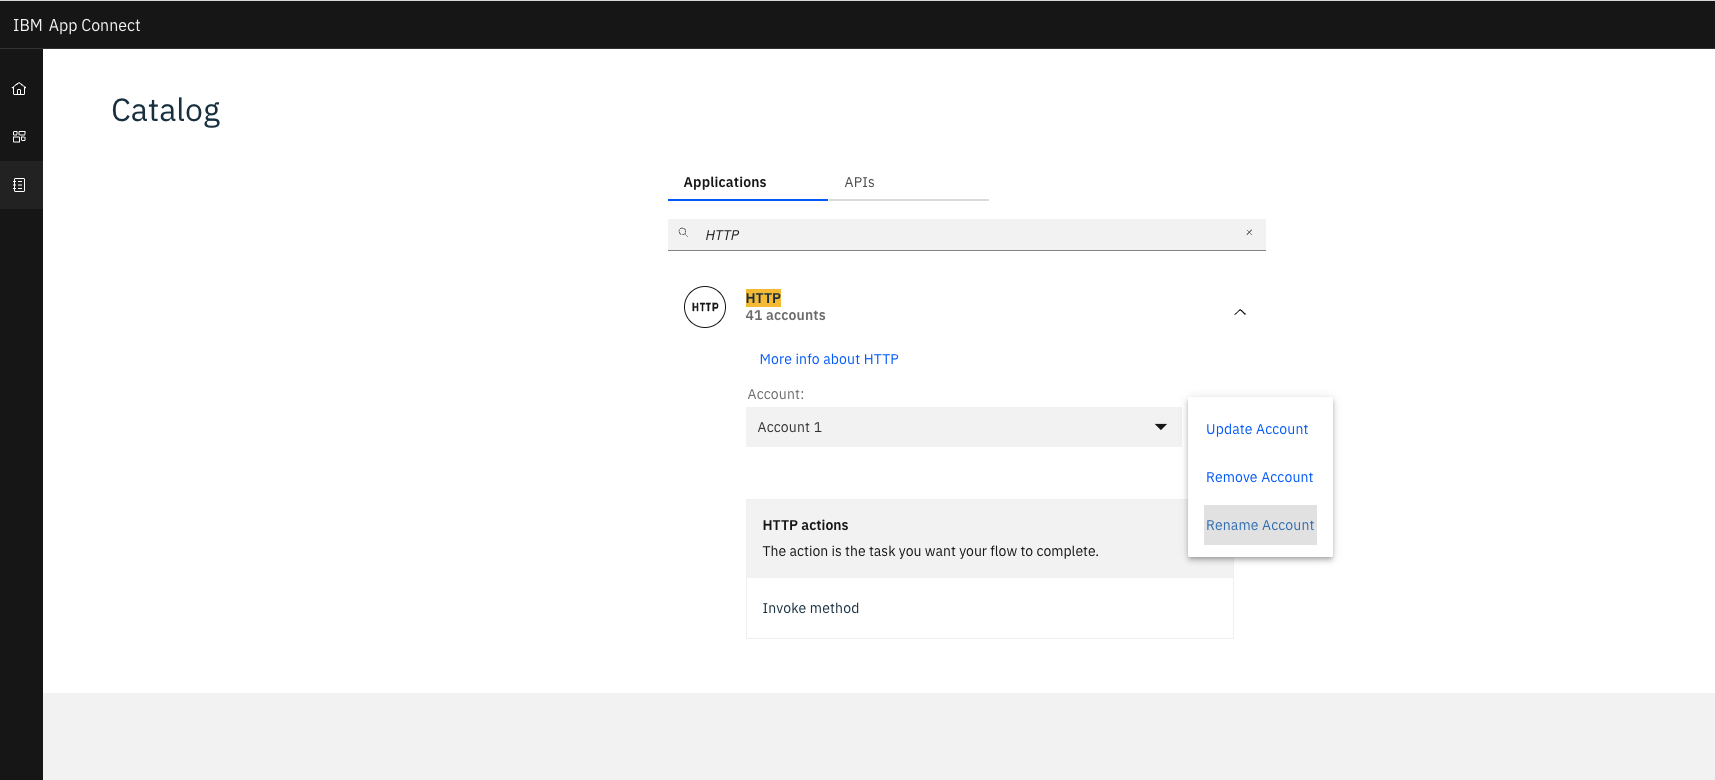 IBM App Connect
Catalog
Applications
APIs
HTTP
HTTP
HTTP
41 accounts
More info about HTTP
Account:
Account 1
Update Account
Remove Account
Rename Account
HTTP actions
The action is the task you want your flow to complete.
Invoke method